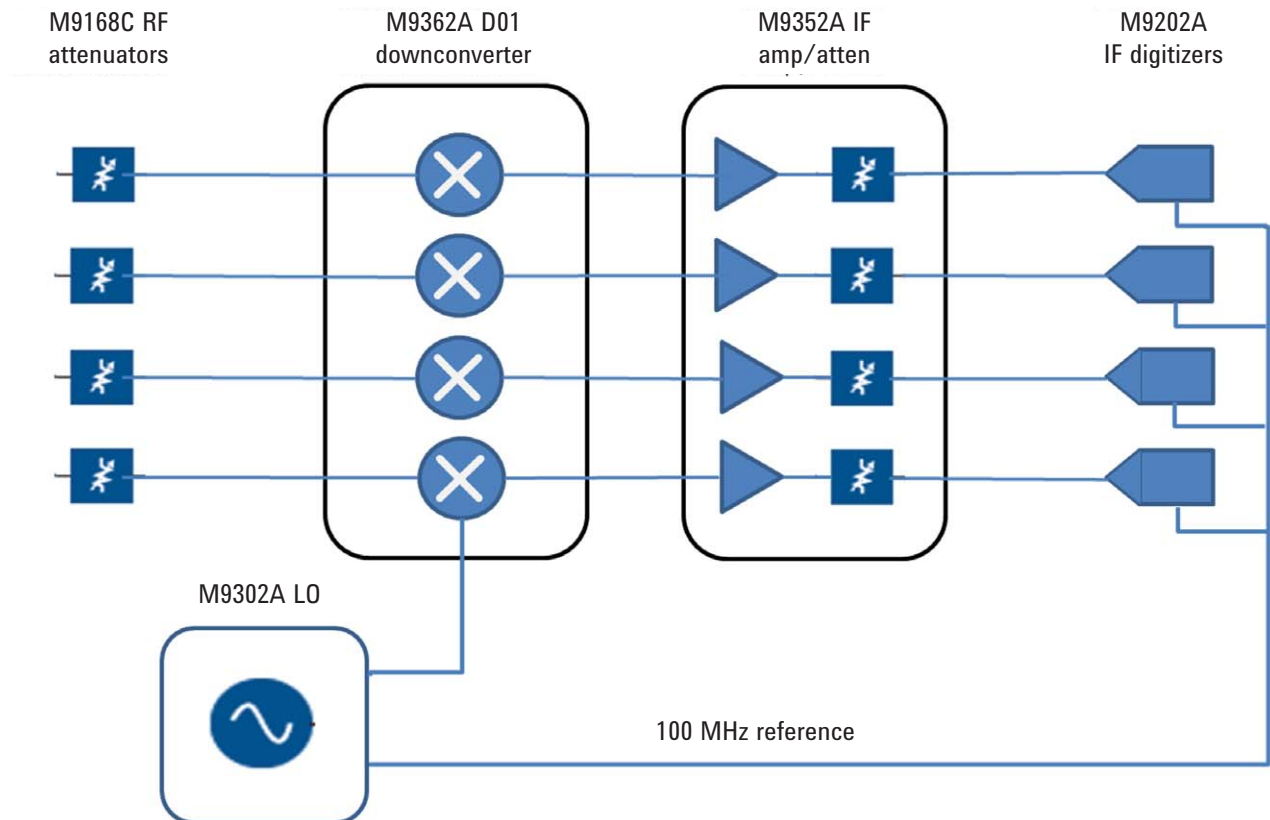 M9168C RF
attenuators
M9362A D01
downconverter
M9352A IF
amp/atten
M9202A
IF digitizers
M9302A LO
100 MHz reference